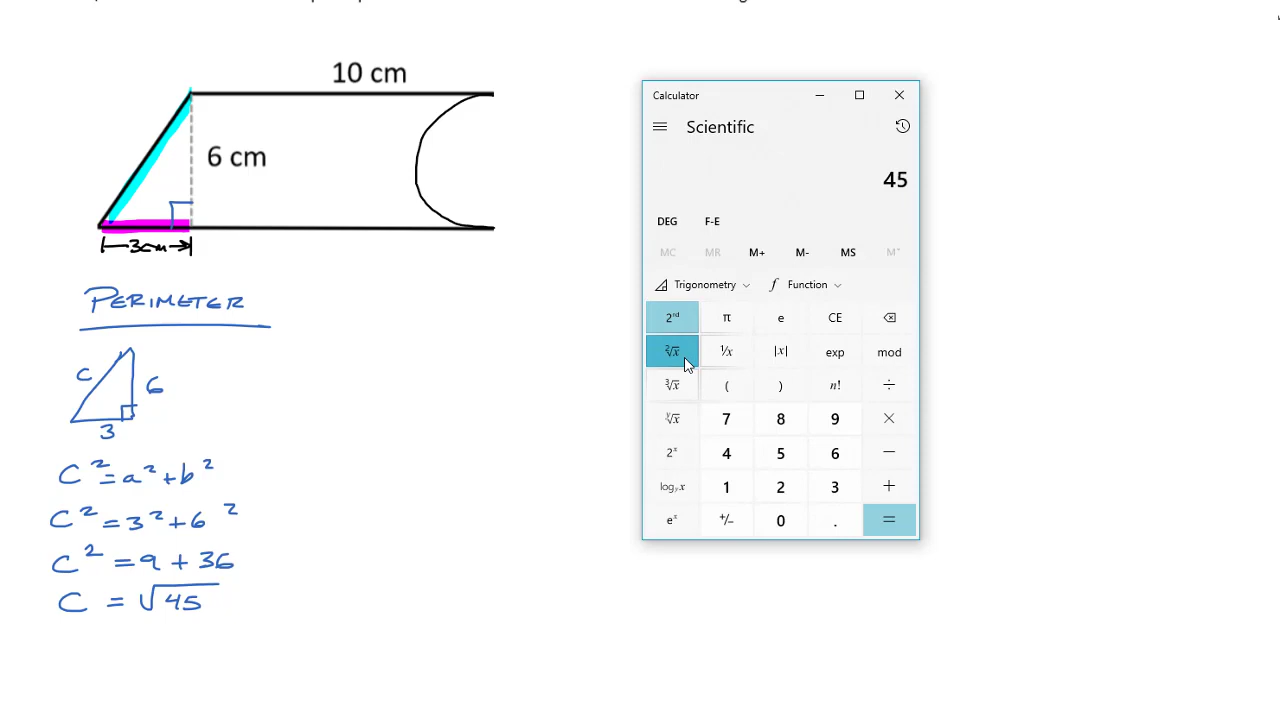 10 cm
6 cm
3cm
PERIMETER
C
6
3
C² = a² + b²
C² = 3² + 6²
C² = 9 + 36
C = √45
Calculator
Scientific
45
DEG F-E
MC MR M+ M- MS M˅
Trigonometry f Function
2ⁿᵈ π e CE
²√x ¹/x |x| exp mod
³√x ( ) n! ÷
ʸ√x 7 8 9 ×
2ˣ 4 5 6 −
logᵧx 1 2 3 +
eˣ +/− 0 . =